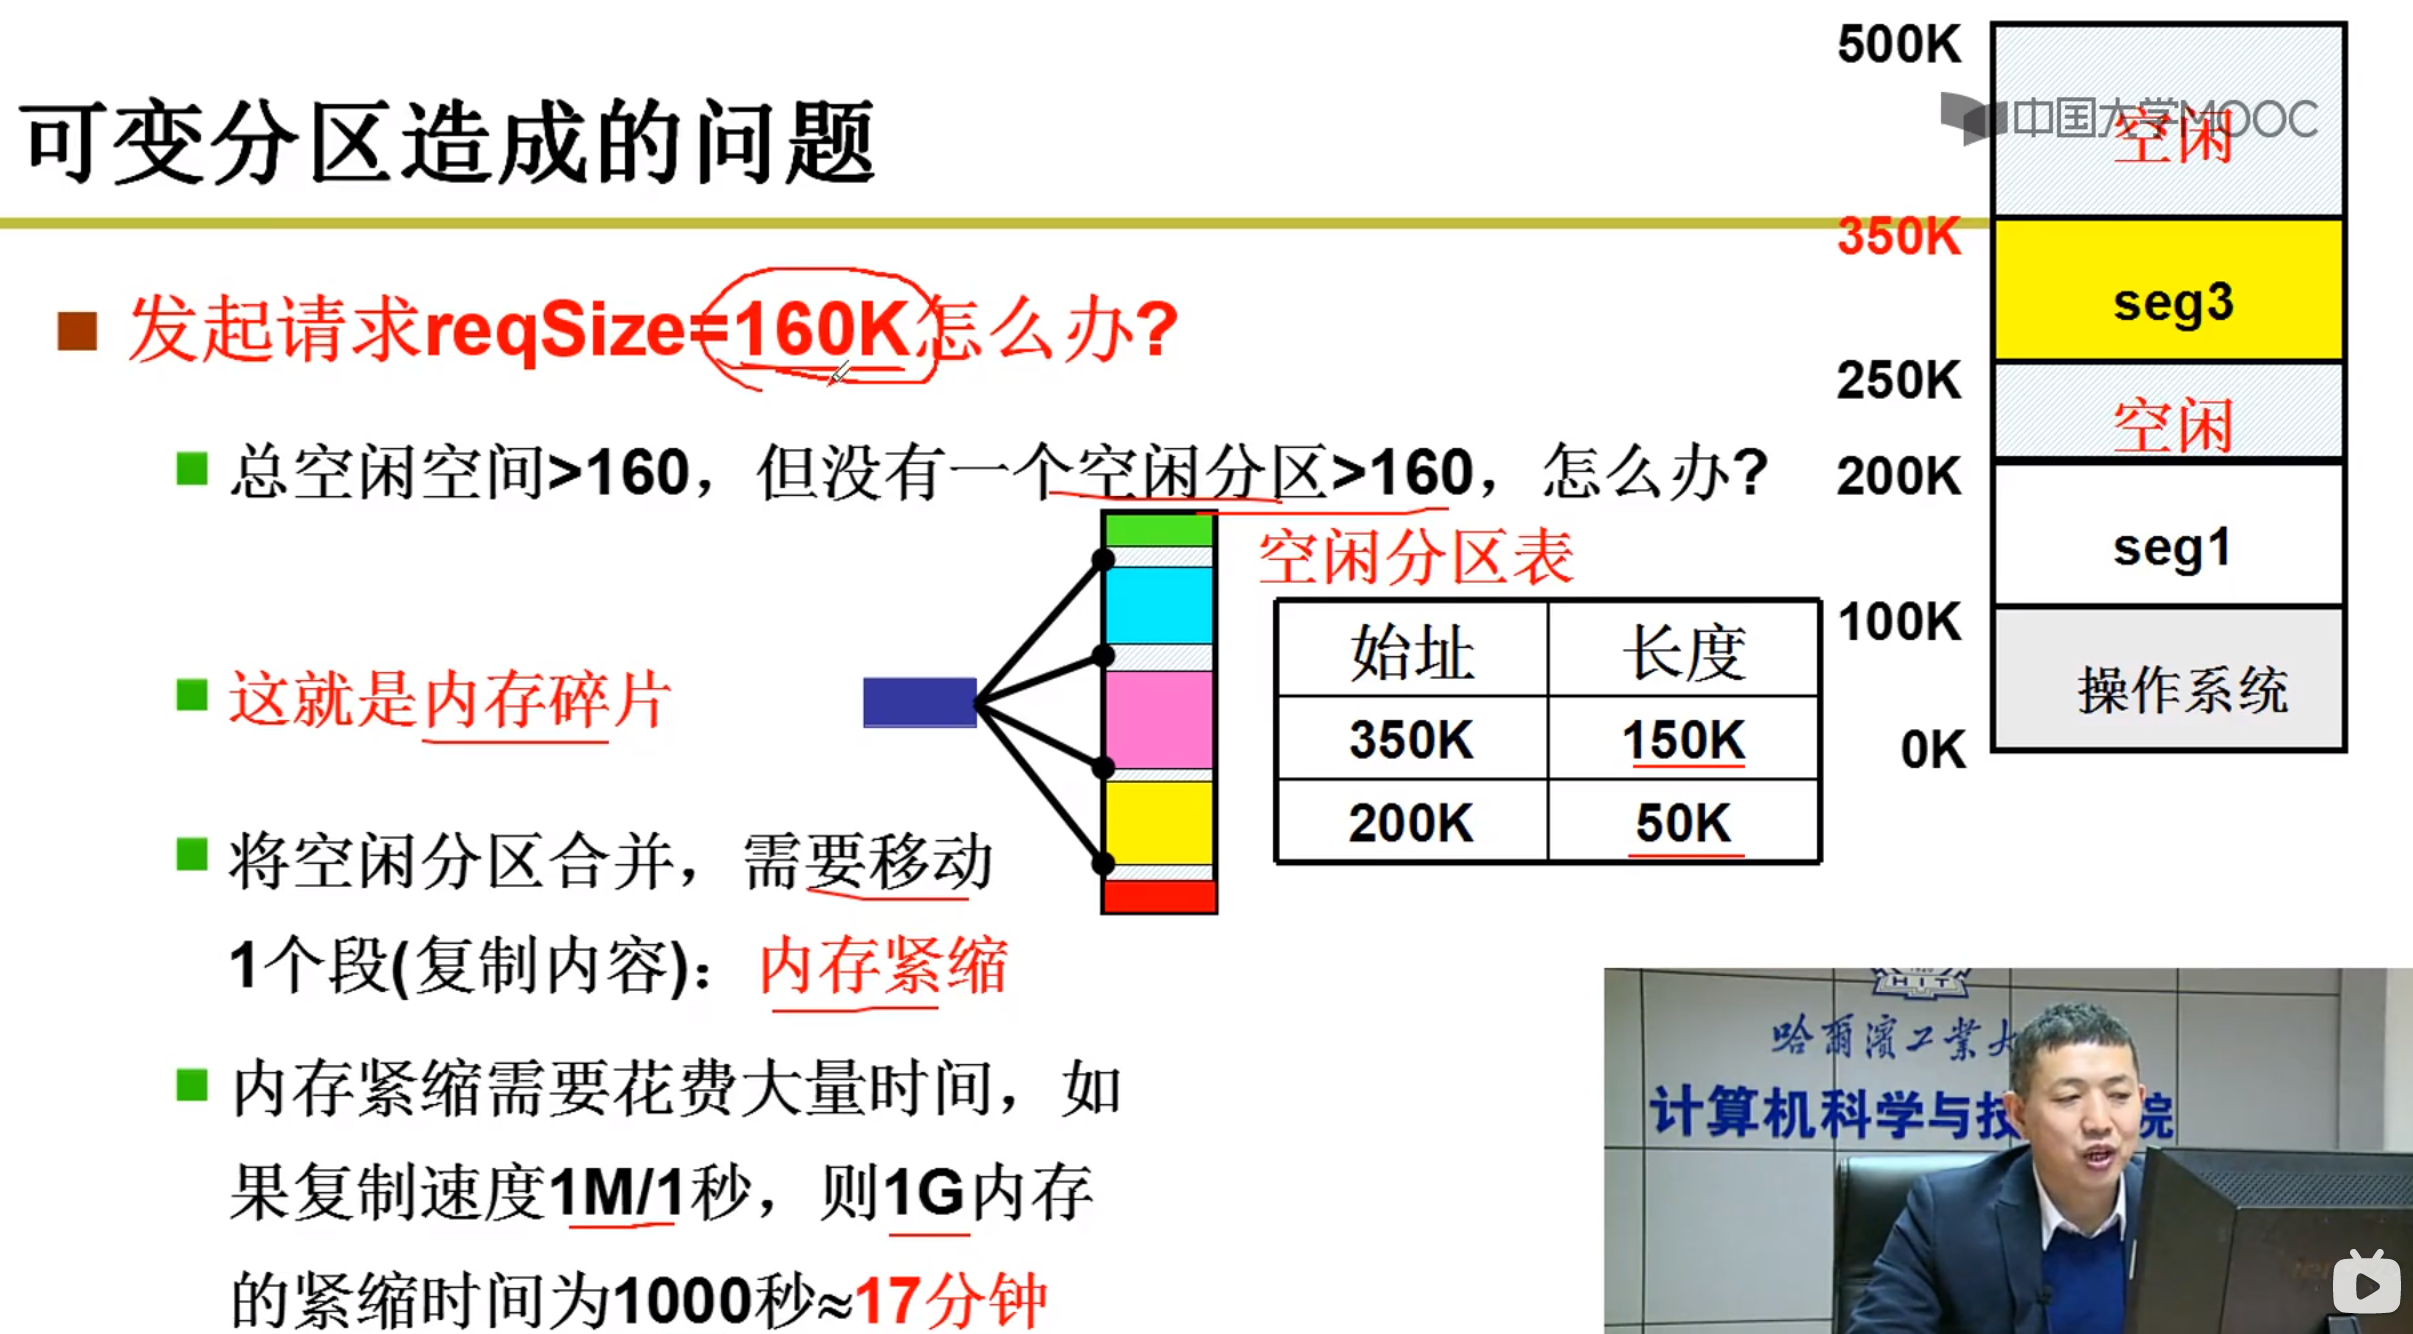 可变分区造成的问题
发起请求reqSize=160K怎么办?
总空闲空间>160，但没有一个空闲分区>160，怎么办?
这就是内存碎片
将空闲分区合并，需要移动
1个段(复制内容)：内存紧缩
内存紧缩需要花费大量时间，如
果复制速度1M/1秒，则1G内存
的紧缩时间为1000秒≈17分钟
空闲分区表
始址 长度
350K 150K
200K 50K
500K
中国大学MOOC
空闲
350K
seg3
250K
空闲
200K
seg1
100K
操作系统
0K
HIT
哈爾濱工業大
计算机科学与技
院